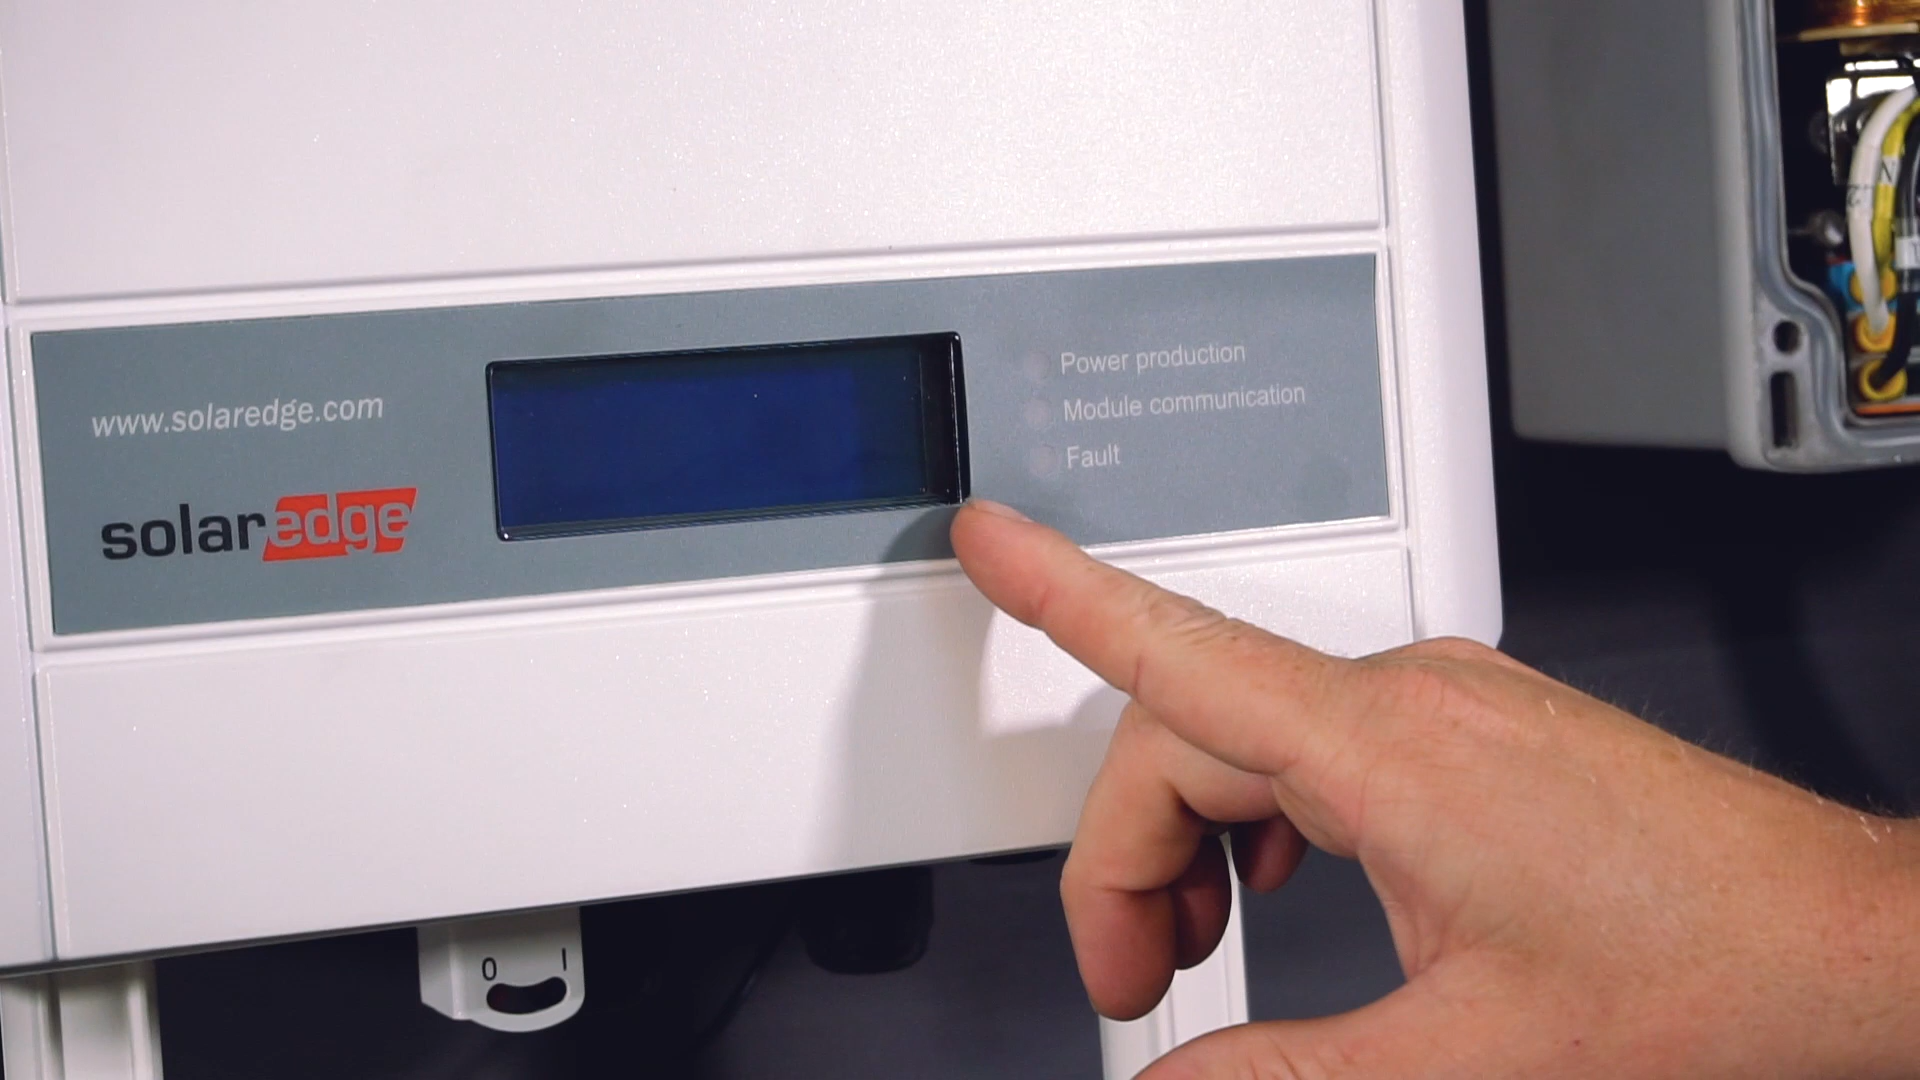 www.solaredge.com
solaredge
Power production
Module communication
Fault
0 I
N